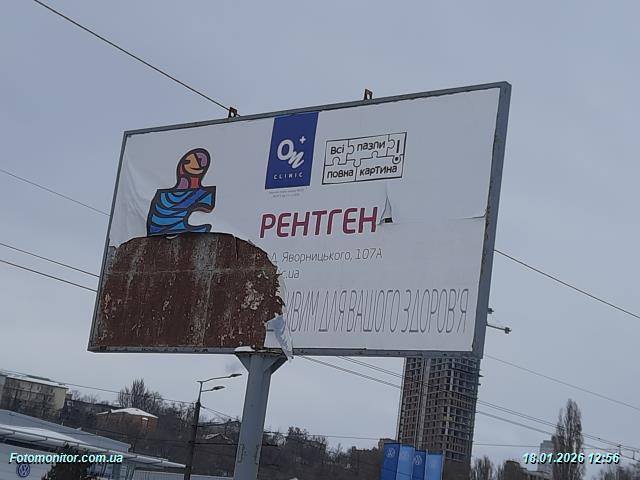 On+
CLINIC
Всі пазли
повна картина!
РЕНТГЕН
Д. Яворницького, 107А
c.ua
ДЛЯ ВАШОГО ЗДОРОВ'Я
Fotomonitor.com.ua
18.01.2026 12:56